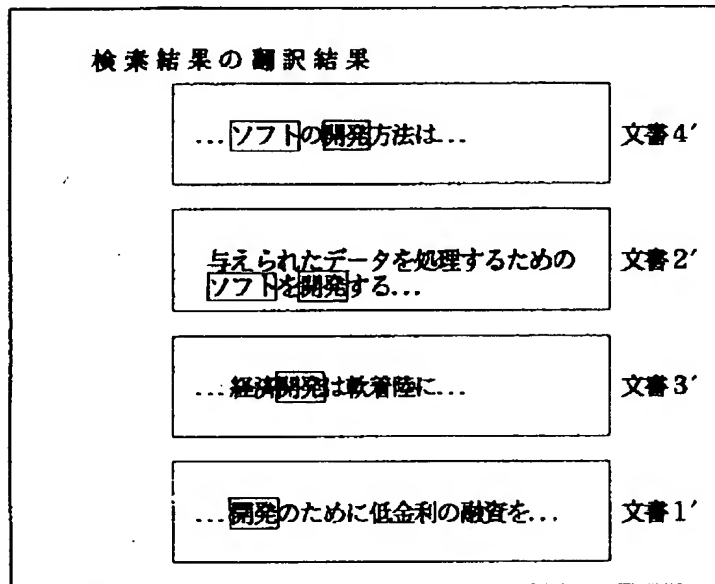 検索結果の翻訳結果
...ソフトの開発方法は...
文書4′
与えられたデータを処理するための
ソフトを開発する...
文書2′
...経済開発は軟着陸に...
文書3′
...開発のために低金利の融資を...
文書1′